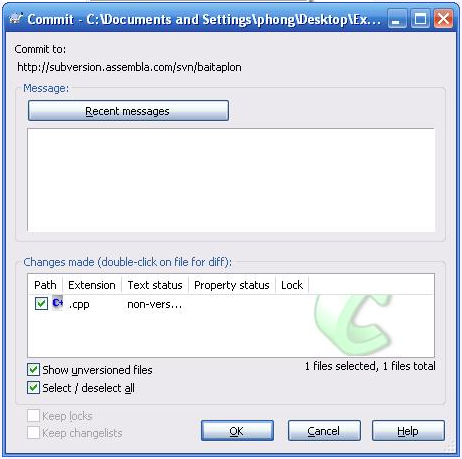 Commit - C:\Documents and Settings\phong\Desktop\Ex...
Commit to:
http://subversion.assembla.com/svn/baitaplon
Message:
Recent messages
Changes made (double-click on file for diff):
Path Extension Text status Property status Lock
.cpp non-vers...
Show unversioned files
1 files selected, 1 files total
Select / deselect all
Keep locks
Keep changelists
OK Cancel Help